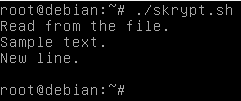 root@debian:~# ./skrypt.sh
Read from the file.
Sample text.
New line.
root@debian:~#